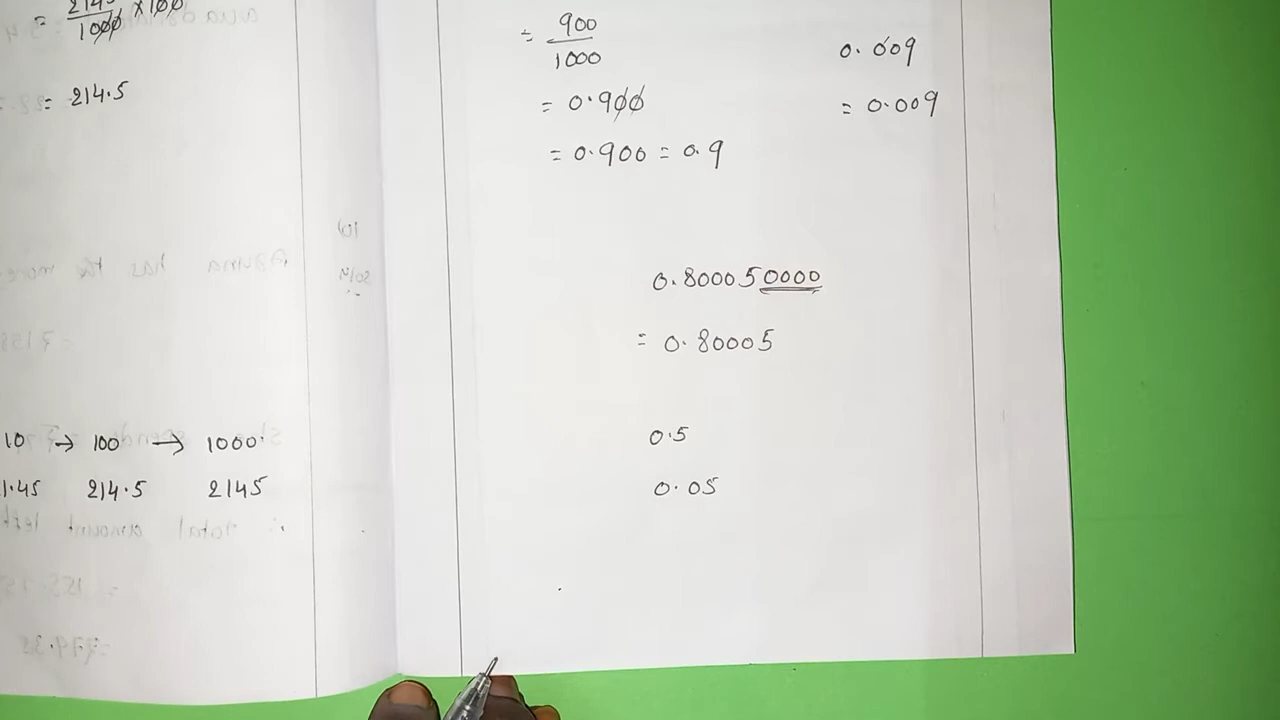 = 2145/1000 × 100
= 214.5
10 → 100 → 1000
1.45 214.5 2145
= 900/1000
= 0.900
= 0.900 = 0.9
0.009
= 0.009
0.800050000
= 0.80005
0.5
0.05